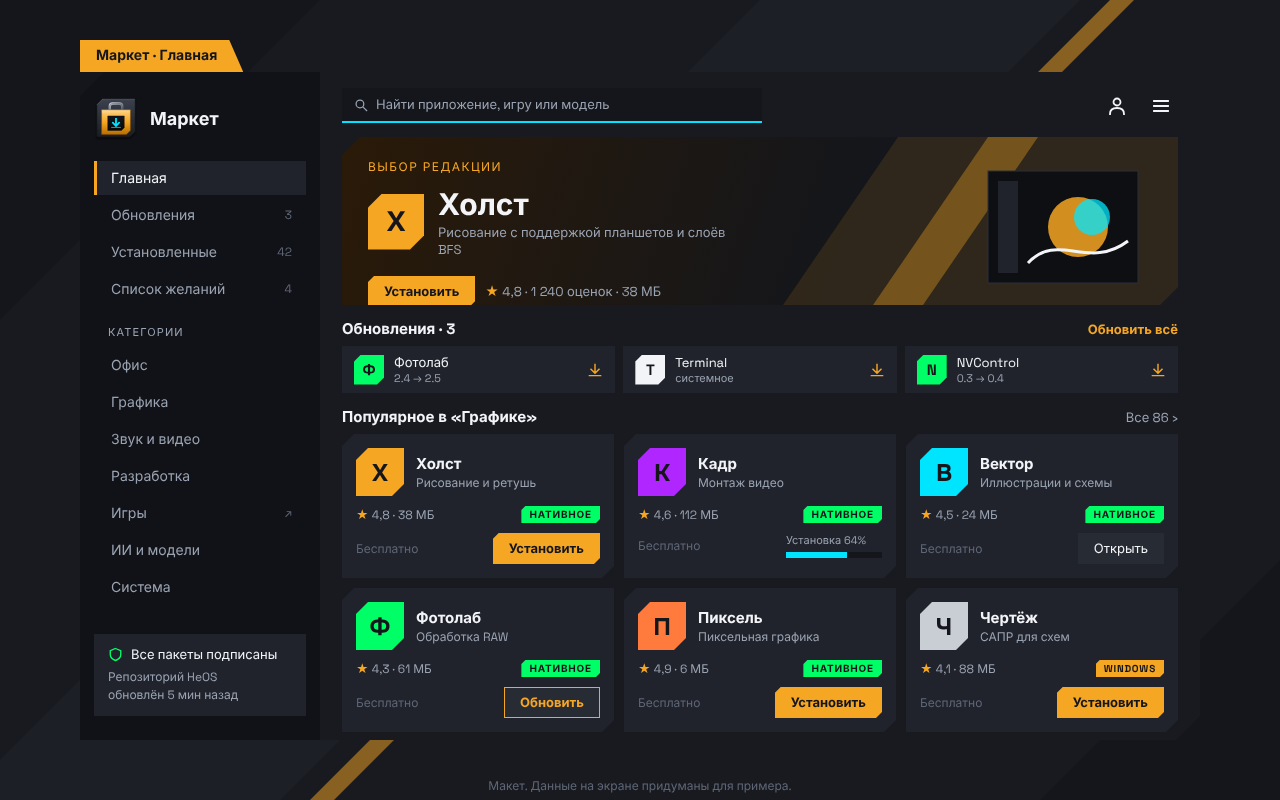 Маркет · Главная
Маркет
Главная
Обновления 3
Установленные 42
Список желаний 4
КАТЕГОРИИ
Офис
Графика
Звук и видео
Разработка
Игры ↗
ИИ и модели
Система
Все пакеты подписаны
Репозиторий HeOS
обновлён 5 мин назад
Найти приложение, игру или модель
ВЫБОР РЕДАКЦИИ
Х
Холст
Рисование с поддержкой планшетов и слоёв
BFS
Установить
★ 4,8 · 1 240 оценок · 38 МБ
Обновления · 3
Обновить всё
Ф
Фотолаб
2.4 → 2.5
T
Terminal
системное
N
NVControl
0.3 → 0.4
Популярное в «Графике»
Все 86 >
Х
Холст
Рисование и ретушь
★ 4,8 · 38 МБ
НАТИВНОЕ
Бесплатно
Установить
К
Кадр
Монтаж видео
★ 4,6 · 112 МБ
НАТИВНОЕ
Бесплатно
Установка 64%
В
Вектор
Иллюстрации и схемы
★ 4,5 · 24 МБ
НАТИВНОЕ
Бесплатно
Открыть
Ф
Фотолаб
Обработка RAW
★ 4,3 · 61 МБ
НАТИВНОЕ
Бесплатно
Обновить
П
Пиксель
Пиксельная графика
★ 4,9 · 6 МБ
НАТИВНОЕ
Бесплатно
Установить
Ч
Чертёж
САПР для схем
★ 4,1 · 88 МБ
WINDOWS
Бесплатно
Установить
Макет. Данные на экране придуманы для примера.